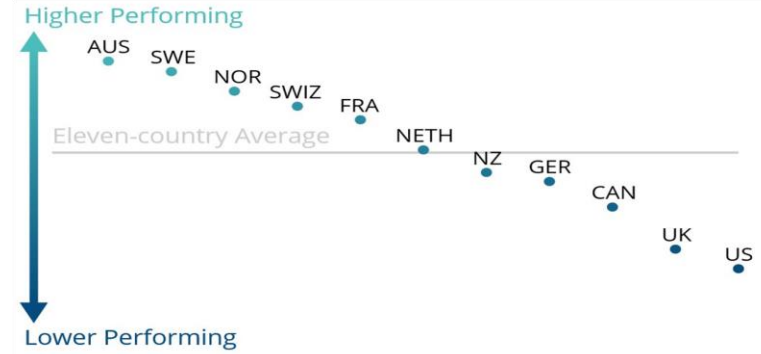 Higher Performing
AUS
SWE
NOR
SWIZ
FRA
Eleven-country Average
NETH
NZ
GER
CAN
UK
US
Lower Performing